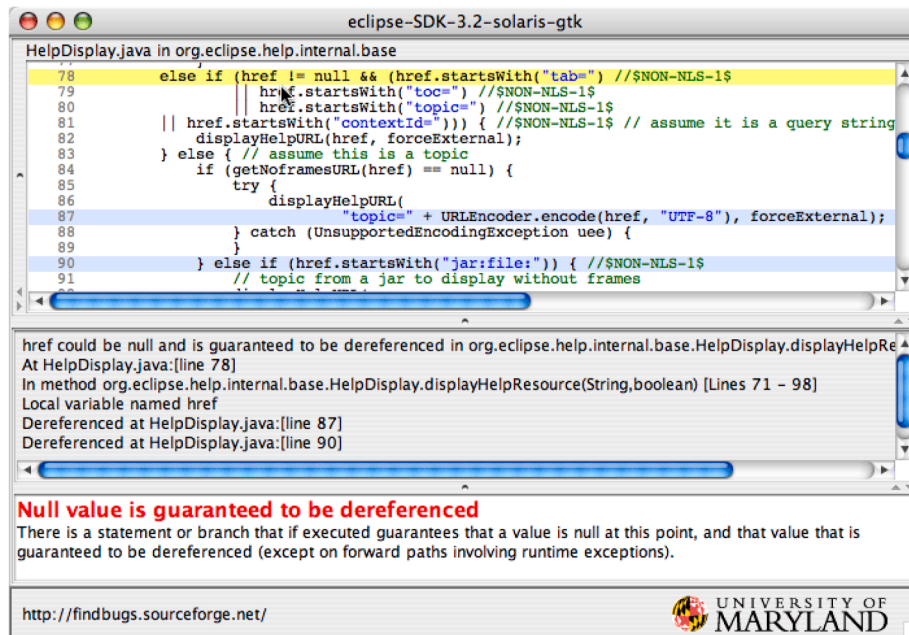 eclipse-SDK-3.2-solaris-gtk
HelpDisplay.java in org.eclipse.help.internal.base
78 else if (href != null && (href.startsWith("tab=") //$NON-NLS-1$
79 || href.startsWith("toc=") //$NON-NLS-1$
80 || href.startsWith("topic=") //$NON-NLS-1$
81 || href.startsWith("contextId="))) { //$NON-NLS-1$ // assume it is a query string
82 displayHelpURL(href, forceExternal);
83 } else { // assume this is a topic
84 if (getNoframesURL(href) == null) {
85 try {
86 displayHelpURL(
87 "topic=" + URLEncoder.encode(href, "UTF-8"), forceExternal);
88 } catch (UnsupportedEncodingException uee) {
89 }
90 } else if (href.startsWith("jar:file:")) { //$NON-NLS-1$
91 // topic from a jar to display without frames
href could be null and is guaranteed to be dereferenced in org.eclipse.help.internal.base.HelpDisplay.displayHelpRe
At HelpDisplay.java:[line 78]
In method org.eclipse.help.internal.base.HelpDisplay.displayHelpResource(String,boolean) [Lines 71 - 98]
Local variable named href
Dereferenced at HelpDisplay.java:[line 87]
Dereferenced at HelpDisplay.java:[line 90]
Null value is guaranteed to be dereferenced
There is a statement or branch that if executed guarantees that a value is null at this point, and that value that is
guaranteed to be dereferenced (except on forward paths involving runtime exceptions).
http://findbugs.sourceforge.net/
UNIVERSITY OF
MARYLAND